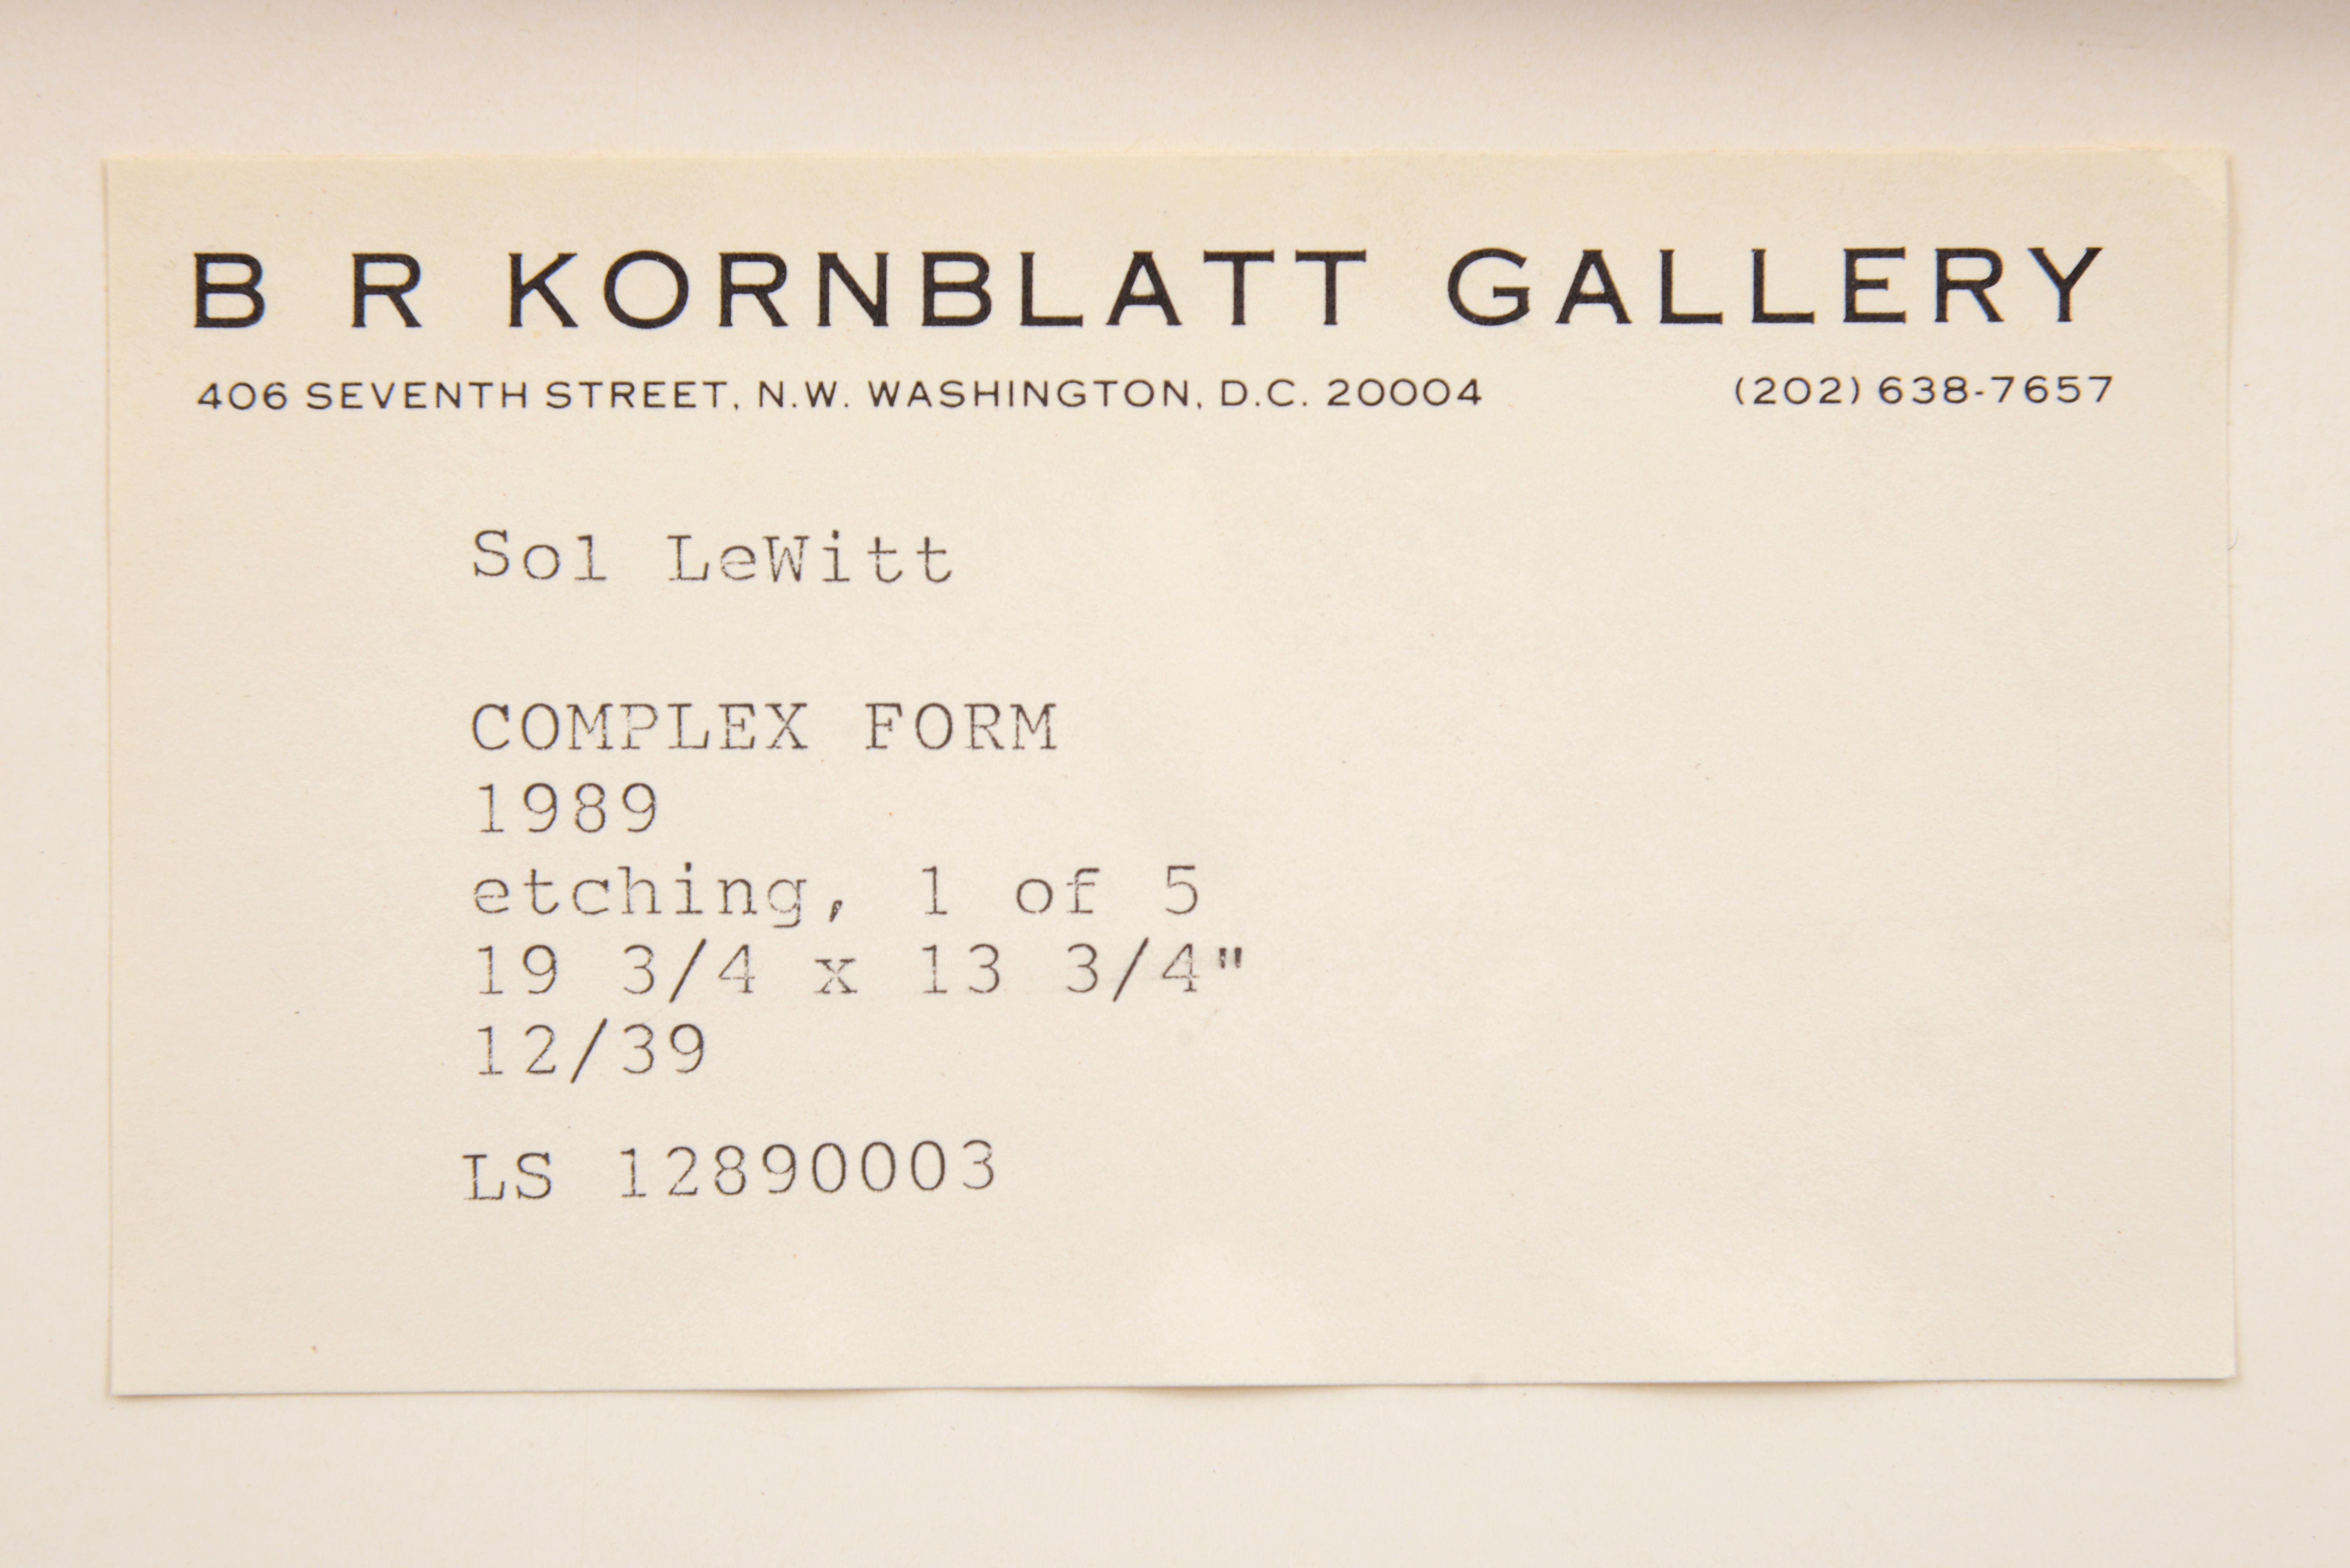 B R KORNBLATT GALLERY
406 SEVENTH STREET, N.W. WASHINGTON, D.C. 20004 (202) 638-7657
Sol LeWitt
COMPLEX FORM
1989
etching, 1 of 5
19 3/4 x 13 3/4"
12/39
LS 12890003